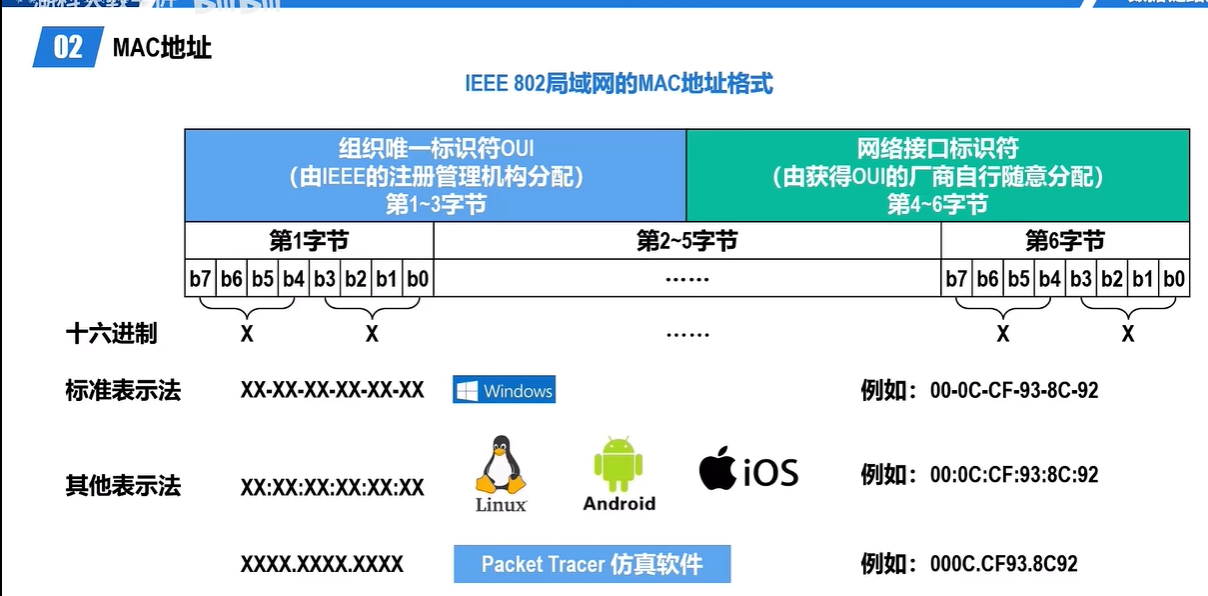 02 MAC地址
IEEE 802局域网的MAC地址格式
组织唯一标识符OUI
（由IEEE的注册管理机构分配）
第1~3字节
网络接口标识符
（由获得OUI的厂商自行随意分配）
第4~6字节
第1字节 第2~5字节 第6字节
b7 b6 b5 b4 b3 b2 b1 b0 …… b7 b6 b5 b4 b3 b2 b1 b0
十六进制 X X …… X X
标准表示法 XX-XX-XX-XX-XX-XX Windows 例如：00-0C-CF-93-8C-92
其他表示法 XX:XX:XX:XX:XX:XX Linux Android iOS 例如：00:0C:CF:93:8C:92
XXXX.XXXX.XXXX Packet Tracer 仿真软件 例如：000C.CF93.8C92